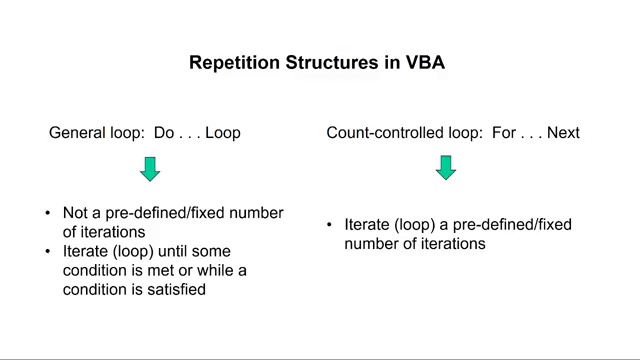 Repetition Structures in VBA
General loop:  Do . . . Loop
• Not a pre-defined/fixed number
of iterations
• Iterate (loop) until some
condition is met or while a
condition is satisfied
Count-controlled loop:  For . . . Next
• Iterate (loop) a pre-defined/fixed
number of iterations